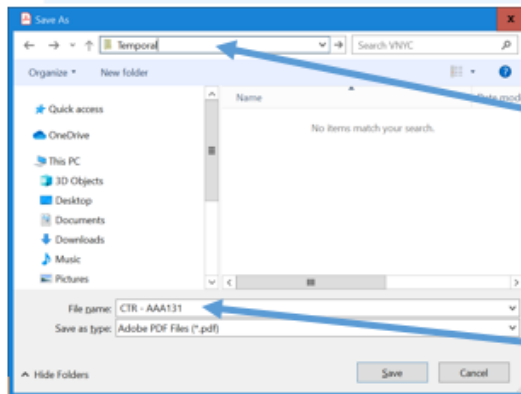 Save As
x
Temporal
Search VNYC
Organize
New folder
?
Name
Date mod
Quick access
OneDrive
This PC
3D Objects
Desktop
Documents
Downloads
Music
Pictures
No items match your search.
File name: CTR - AAA131
Save as type: Adobe PDF Files (*.pdf)
Hide Folders
Save
Cancel